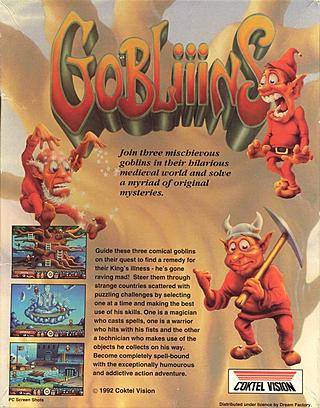 GOBLiiiNS
Join three mischievous
goblins in their hilarious
medieval world and solve
a myriad of original
mysteries.
Guide these three comical goblins
on their quest to find a remedy for
their King's illness - he's gone
raving mad! Steer them through
strange countries scattered with
puzzling challenges by selecting
one at a time and making the best
use of his skills. One is a magician
who casts spells, one is a warrior
who hits with his fists and the other
a technician who makes use of the
objects he collects on his way.
Become completely spell-bound
with the exceptionally humourous
and addictive action adventure.
© 1992 Coktel Vision
COKTEL VISION
PC Screen Shots
Distributed under licence by Dream Factory.